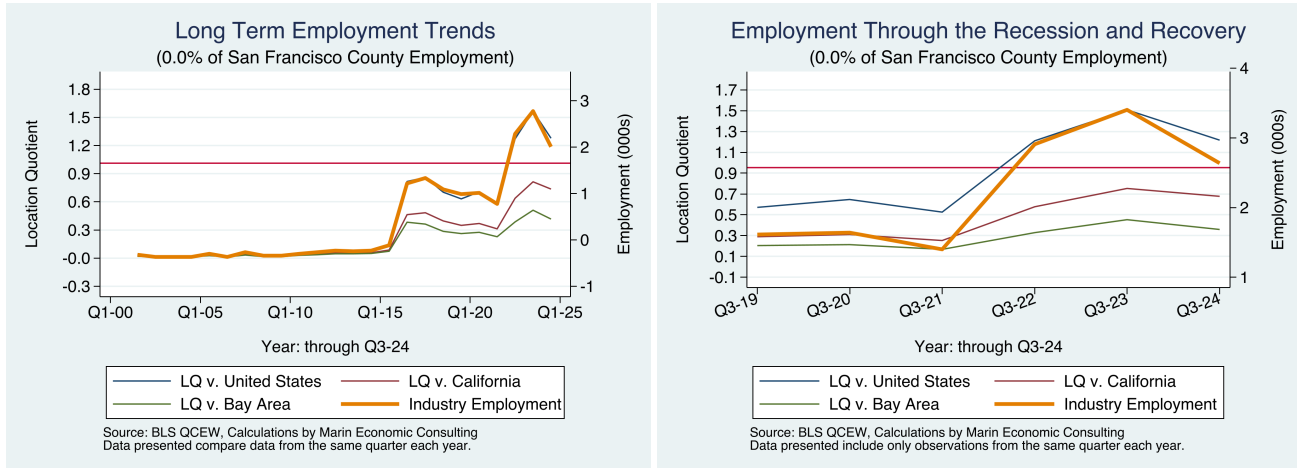 Long Term Employment Trends
(0.0% of San Francisco County Employment)
Location Quotient
1.8
1.5
1.2
0.9
0.6
0.3
-0.0
-0.3
3
2
1
0
-1
Employment (000s)
Q1-00 Q1-05 Q1-10 Q1-15 Q1-20 Q1-25
Year: through Q3-24
LQ v. United States LQ v. California
LQ v. Bay Area Industry Employment
Source: BLS QCEW, Calculations by Marin Economic Consulting
Data presented compare data from the same quarter each year.
Employment Through the Recession and Recovery
(0.0% of San Francisco County Employment)
Location Quotient
1.7
1.5
1.3
1.1
0.9
0.7
0.5
0.3
0.1
-0.1
4
3
2
1
Employment (000s)
Q3-19 Q3-20 Q3-21 Q3-22 Q3-23 Q3-24
LQ v. United States LQ v. California
LQ v. Bay Area Industry Employment
Source: BLS QCEW, Calculations by Marin Economic Consulting
Data presented include only observations from the same quarter each year.